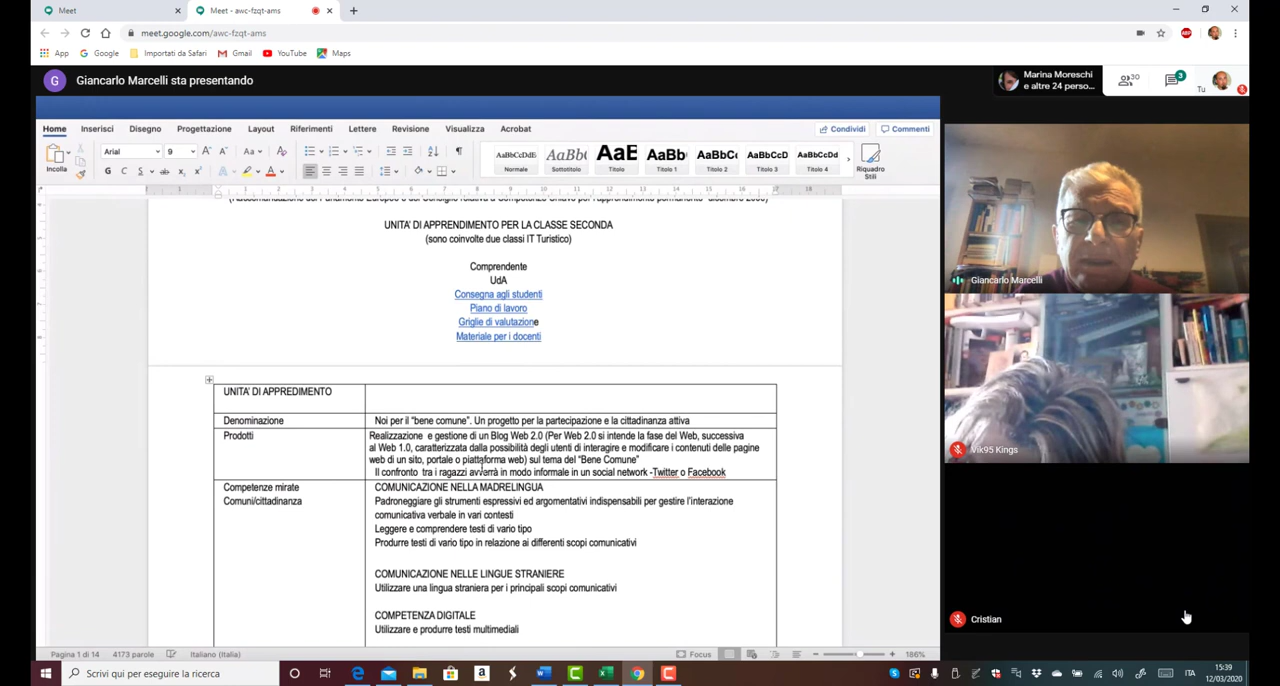 Meet
Meet - awc-fzqt-ams
meet.google.com/awc-fzqt-ams
App
Google
Importati da Safari
Gmail
YouTube
Maps
G
Giancarlo Marcelli sta presentando
Marina Moreschi
e altre 24 perso...
30
3
Tu
Home
Inserisci
Disegno
Progettazione
Layout
Riferimenti
Lettere
Revisione
Visualizza
Acrobat
Condividi
Commenti
Incolla
Arial
9
G C S
AaBbCcDdE
Normale
AaBbC
Sottotitolo
AaB
Titolo
AaBb
Titolo 1
AaBbCc
Titolo 2
AaBbCcD
Titolo 3
AaBbCcDd
Titolo 4
Riquadro
Stili
UNITA' DI APPRENDIMENTO PER LA CLASSE SECONDA
(sono coinvolte due classi IT Turistico)
Comprendente
UdA
Consegna agli studenti
Piano di lavoro
Griglie di valutazione
Materiale per i docenti
UNITA' DI APPREDIMENTO
Denominazione
Noi per il "bene comune". Un progetto per la partecipazione e la cittadinanza attiva
Prodotti
Realizzazione e gestione di un Blog Web 2.0 (Per Web 2.0 si intende la fase del Web, successiva
al Web 1.0, caratterizzata dalla possibilità degli utenti di interagire e modificare i contenuti delle pagine
web di un sito, portale o piattaforma web) sul tema del "Bene Comune"
Il confronto tra i ragazzi avverrà in modo informale in un social network -Twitter o Facebook
Competenze mirate
Comuni/cittadinanza
COMUNICAZIONE NELLA MADRELINGUA
Padroneggiare gli strumenti espressivi ed argomentativi indispensabili per gestire l'interazione
comunicativa verbale in vari contesti
Leggere e comprendere testi di vario tipo
Produrre testi di vario tipo in relazione ai differenti scopi comunicativi
COMUNICAZIONE NELLE LINGUE STRANIERE
Utilizzare una lingua straniera per i principali scopi comunicativi
COMPETENZA DIGITALE
Utilizzare e produrre testi multimediali
Giancarlo Marcelli
Vik95 Kings
Cristian
Pagina 1 di 14
4173 parole
Italiano (Italia)
Focus
186%
Scrivi qui per eseguire la ricerca
ITA
15:39
12/03/2020